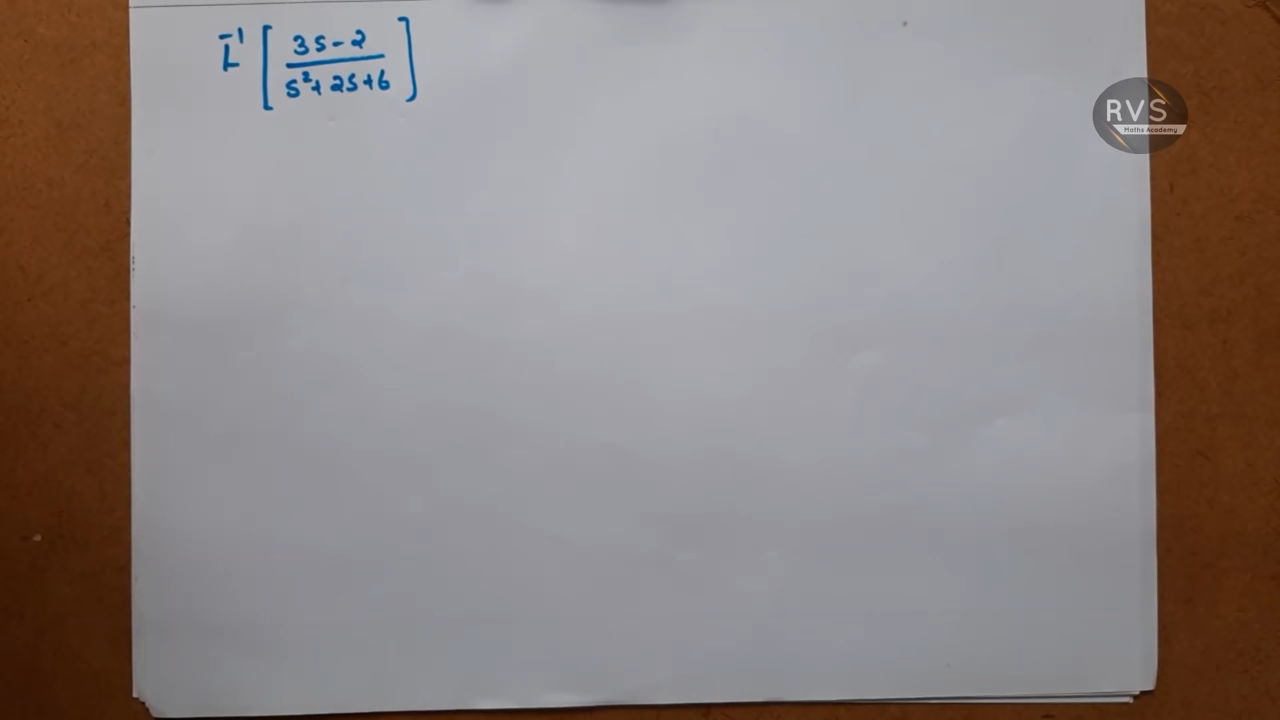 L⁻¹ [ (3s-2)/(s²+2s+6) ]
RVS
Maths Academy